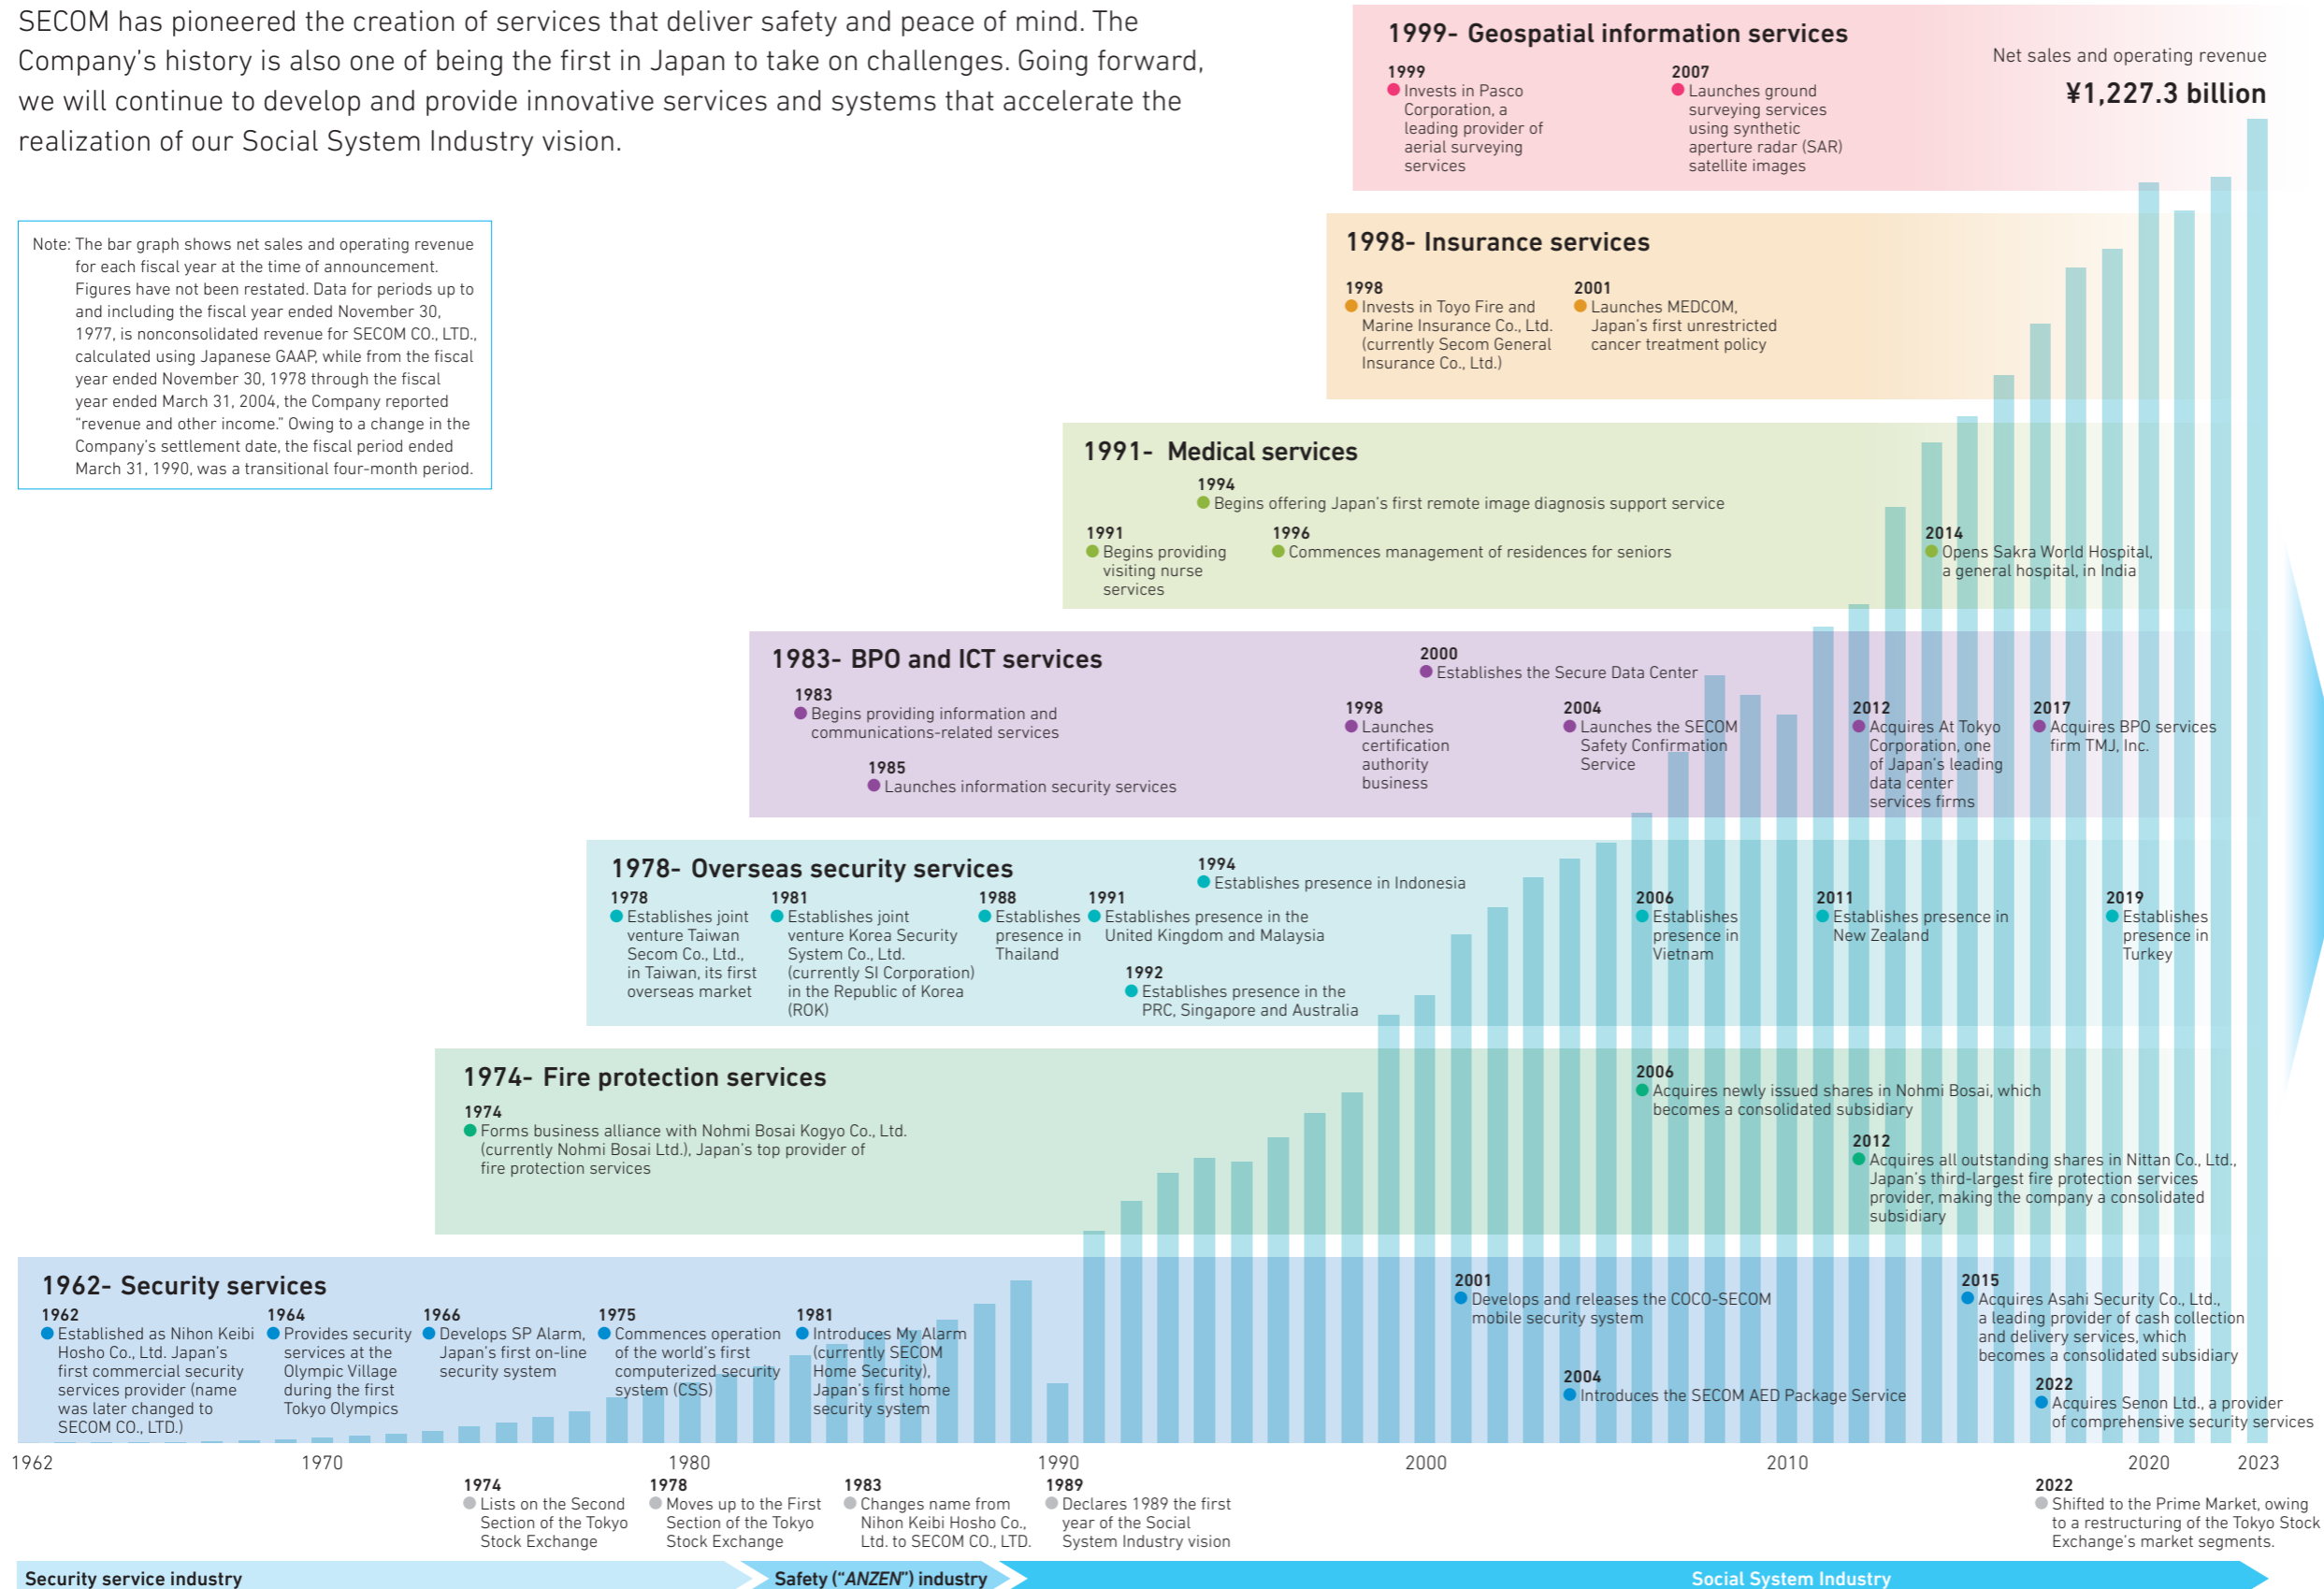 SECOM has pioneered the creation of services that deliver safety and peace of mind. The
Company's history is also one of being the first in Japan to take on challenges. Going forward,
we will continue to develop and provide innovative services and systems that accelerate the
realization of our Social System Industry vision.
Note: The bar graph shows net sales and operating revenue
for each fiscal year at the time of announcement.
Figures have not been restated. Data for periods up to
and including the fiscal year ended November 30,
1977, is nonconsolidated revenue for SECOM CO., LTD.,
calculated using Japanese GAAP, while from the fiscal
year ended November 30, 1978 through the fiscal
year ended March 31, 2004, the Company reported
“revenue and other income.” Owing to a change in the
Company's settlement date, the fiscal period ended
March 31, 1990, was a transitional four-month period.
1999- Geospatial information services
1999
Invests in Pasco
Corporation, a
leading provider of
aerial surveying
services
2007
Launches ground
surveying services
using synthetic
aperture radar (SAR)
satellite images
Net sales and operating revenue
¥1,227.3 billion
1998- Insurance services
1998
Invests in Toyo Fire and
Marine Insurance Co., Ltd.
(currently Secom General
Insurance Co., Ltd.)
2001
Launches MEDCOM,
Japan's first unrestricted
cancer treatment policy
1991- Medical services
1994
Begins offering Japan's first remote image diagnosis support service
1991
Begins providing
visiting nurse
services
1996
Commences management of residences for seniors
2014
Opens Sakra World Hospital,
a general hospital, in India
1983- BPO and ICT services
1983
Begins providing information and
communications-related services
1985
Launches information security services
2000
Establishes the Secure Data Center
1998
Launches
certification
authority
business
2004
Launches the SECOM
Safety Confirmation
Service
2012
Acquires At Tokyo
Corporation, one
of Japan's leading
data center
services firms
2017
Acquires BPO services
firm TMJ, Inc.
1978- Overseas security services
1978
Establishes joint
venture Taiwan
Secom Co., Ltd.,
in Taiwan, its first
overseas market
1981
Establishes joint
venture Korea Security
System Co., Ltd.
(currently SI Corporation)
in the Republic of Korea
(ROK)
1988
Establishes
presence in
Thailand
1991
Establishes presence in the
United Kingdom and Malaysia
1994
Establishes presence in Indonesia
1992
Establishes presence in the
PRC, Singapore and Australia
2006
Establishes
presence in
Vietnam
2011
Establishes presence in
New Zealand
2019
Establishes
presence in
Turkey
1974- Fire protection services
1974
Forms business alliance with Nohmi Bosai Kogyo Co., Ltd.
(currently Nohmi Bosai Ltd.), Japan's top provider of
fire protection services
2006
Acquires newly issued shares in Nohmi Bosai, which
becomes a consolidated subsidiary
2012
Acquires all outstanding shares in Nittan Co., Ltd.,
Japan's third-largest fire protection services
provider, making the company a consolidated
subsidiary
1962- Security services
1962
Established as Nihon Keibi
Hosho Co., Ltd. Japan's
first commercial security
services provider (name
was later changed to
SECOM CO., LTD.)
1964
Provides security
services at the
Olympic Village
during the first
Tokyo Olympics
1966
Develops SP Alarm,
Japan's first on-line
security system
1975
Commences operation
of the world's first
computerized security
system (CSS)
1981
Introduces My Alarm
(currently SECOM
Home Security),
Japan's first home
security system
2001
Develops and releases the COCO-SECOM
mobile security system
2004
Introduces the SECOM AED Package Service
2015
Acquires Asahi Security Co., Ltd.,
a leading provider of cash collection
and delivery services, which
becomes a consolidated subsidiary
2022
Acquires Senon Ltd., a provider
of comprehensive security services
1962 1970 1980 1990 2000 2010 2020 2023
1974
Lists on the Second
Section of the Tokyo
Stock Exchange
1978
Moves up to the First
Section of the Tokyo
Stock Exchange
1983
Changes name from
Nihon Keibi Hosho Co.,
Ltd. to SECOM CO., LTD.
1989
Declares 1989 the first
year of the Social
System Industry vision
2022
Shifted to the Prime Market, owing
to a restructuring of the Tokyo Stock
Exchange's market segments.
Security service industry
Safety (“ANZEN”) industry
Social System Industry